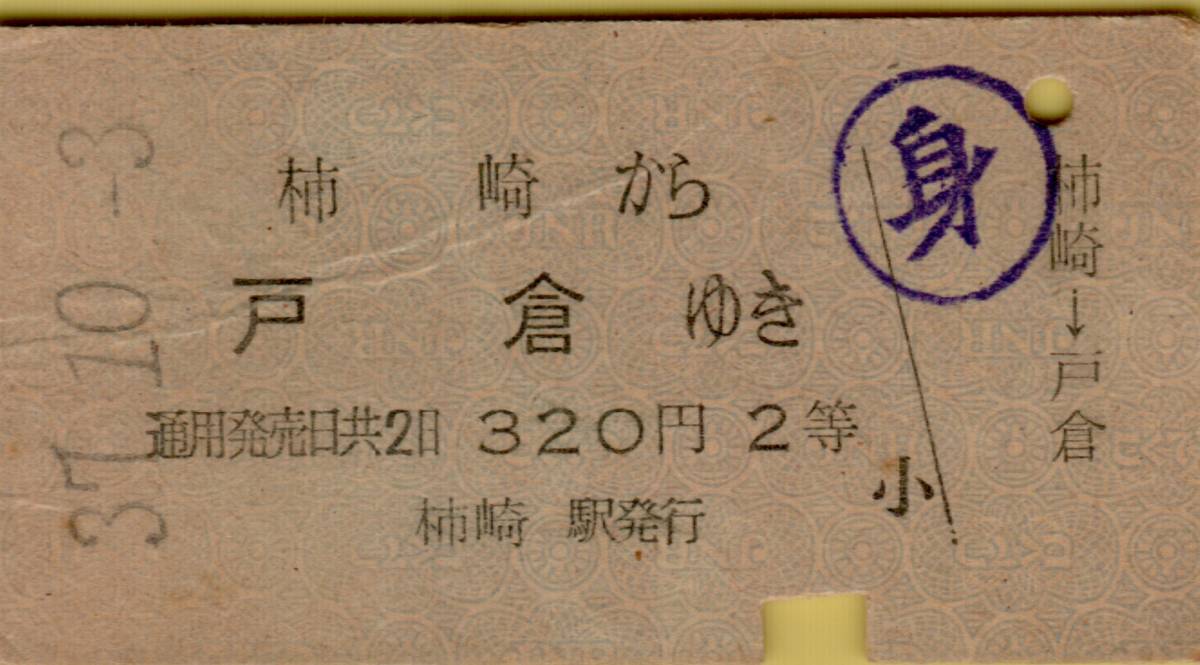 37.10.-3
柿崎から
戸倉ゆき
通用発売日共2日 320円 2等
小
柿崎 駅発行
身
柿崎→戸倉